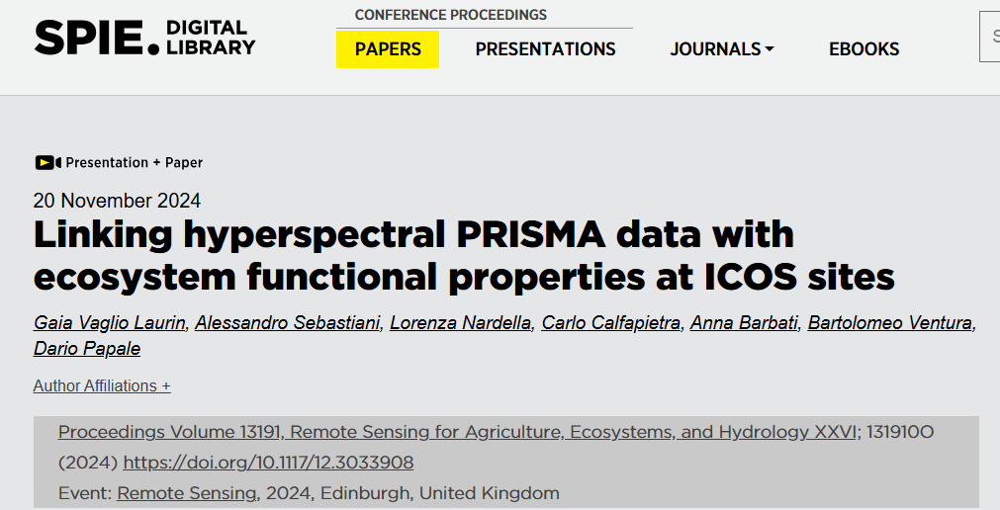 SPIE. DIGITAL LIBRARY
CONFERENCE PROCEEDINGS
PAPERS PRESENTATIONS JOURNALS EBOOKS
Presentation + Paper
20 November 2024
Linking hyperspectral PRISMA data with
ecosystem functional properties at ICOS sites
Gaia Vaglio Laurin, Alessandro Sebastiani, Lorenza Nardella, Carlo Calfapietra, Anna Barbati, Bartolomeo Ventura,
Dario Papale
Author Affiliations +
Proceedings Volume 13191, Remote Sensing for Agriculture, Ecosystems, and Hydrology XXVI; 131910O
(2024) https://doi.org/10.1117/12.3033908
Event: Remote Sensing, 2024, Edinburgh, United Kingdom